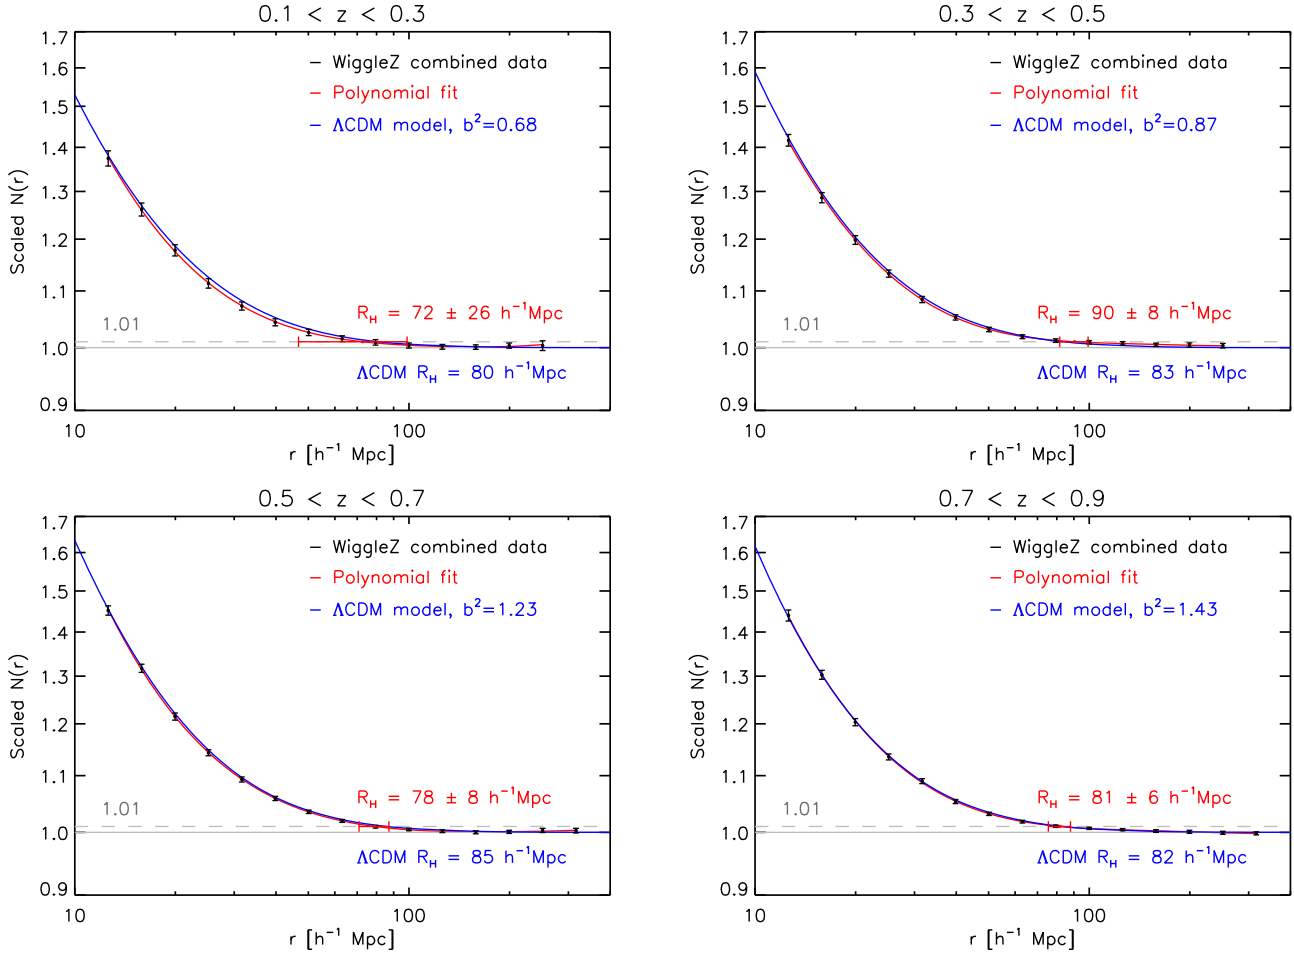 0.1 < z < 0.3
1.7
1.6
1.5
1.4
1.3
1.2
1.1
1.0
0.9
Scaled N(r)
WiggleZ combined data
Polynomial fit
ΛCDM model, b²=0.68
R_H = 72 ± 26 h⁻¹Mpc
1.01
ΛCDM R_H = 80 h⁻¹Mpc
10
100
r [h⁻¹ Mpc]
0.3 < z < 0.5
1.7
1.6
1.5
1.4
1.3
1.2
1.1
1.0
0.9
Scaled N(r)
WiggleZ combined data
Polynomial fit
ΛCDM model, b²=0.87
R_H = 90 ± 8 h⁻¹Mpc
1.01
ΛCDM R_H = 83 h⁻¹Mpc
10
100
r [h⁻¹ Mpc]
0.5 < z < 0.7
1.7
1.6
1.5
1.4
1.3
1.2
1.1
1.0
0.9
Scaled N(r)
WiggleZ combined data
Polynomial fit
ΛCDM model, b²=1.23
R_H = 78 ± 8 h⁻¹Mpc
1.01
ΛCDM R_H = 85 h⁻¹Mpc
10
100
r [h⁻¹ Mpc]
0.7 < z < 0.9
1.7
1.6
1.5
1.4
1.3
1.2
1.1
1.0
0.9
Scaled N(r)
WiggleZ combined data
Polynomial fit
ΛCDM model, b²=1.43
R_H = 81 ± 6 h⁻¹Mpc
1.01
ΛCDM R_H = 82 h⁻¹Mpc
10
100
r [h⁻¹ Mpc]